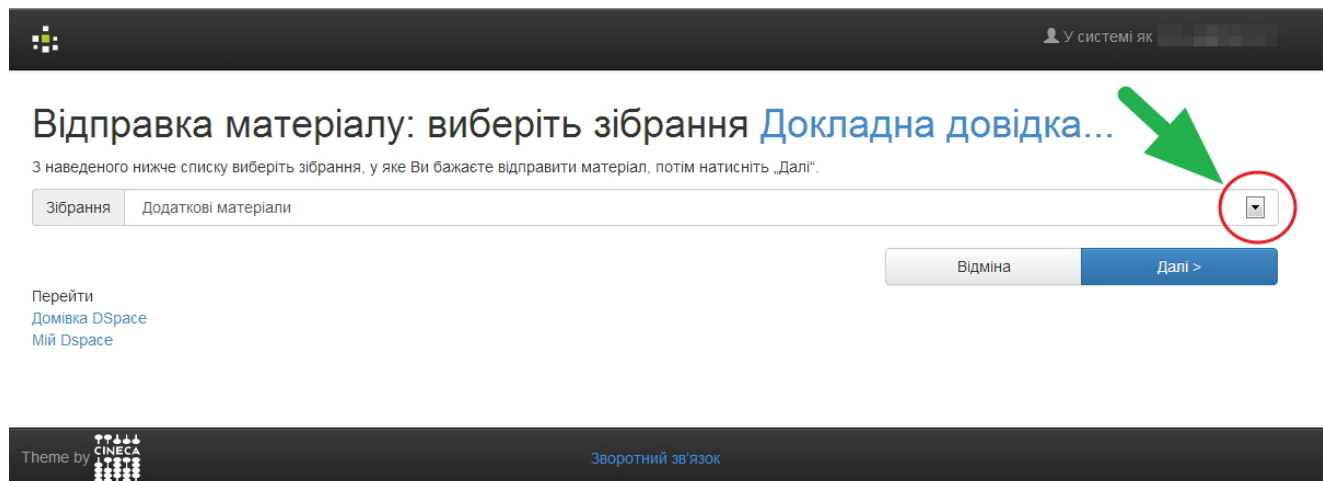 У системі як
Відправка матеріалу: виберіть зібрання Докладна довідка...
З наведеного нижче списку виберіть зібрання, у яке Ви бажаєте відправити матеріал, потім натисніть „Далі“.
Зібрання Додаткові матеріали
Відміна Далі >
Перейти
Домівка DSpace
Мій Dspace
Theme by CINECA Зворотний зв'язок